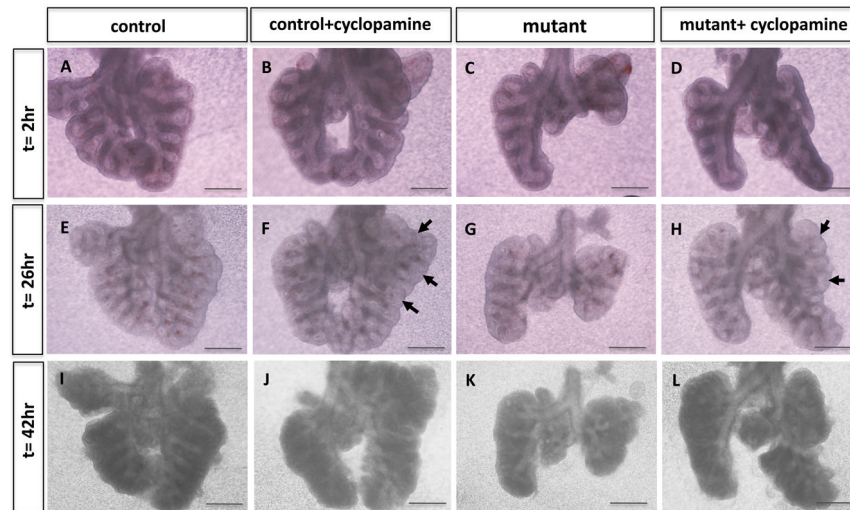 control
control+cyclopamine
mutant
mutant+ cyclopamine
t= 2hr
A
B
C
D
t= 26hr
E
F
G
H
t= 42hr
I
J
K
L